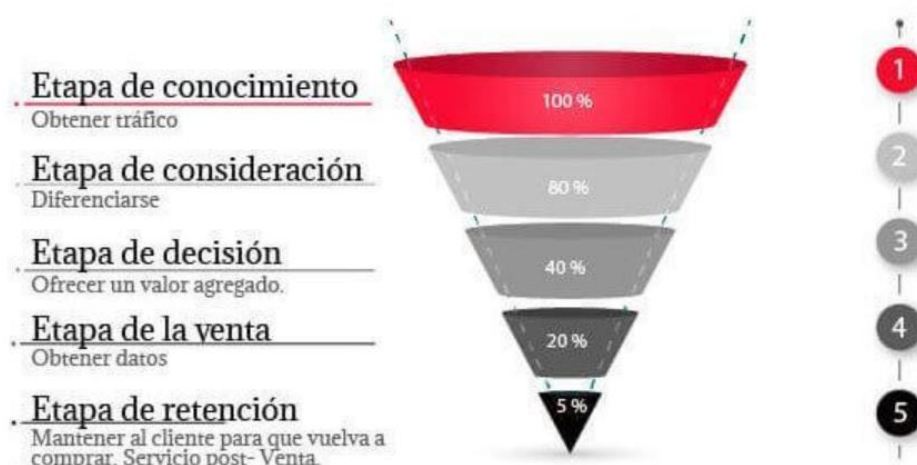 Etapa de conocimiento
Obtener tráfico
100 %
1
Etapa de consideración
Diferenciarse
80 %
2
Etapa de decisión
Ofrecer un valor agregado.
40 %
3
Etapa de la venta
Obtener datos
20 %
4
Etapa de retención
Mantener al cliente para que vuelva a
comprar. Servicio post- Venta.
5 %
5